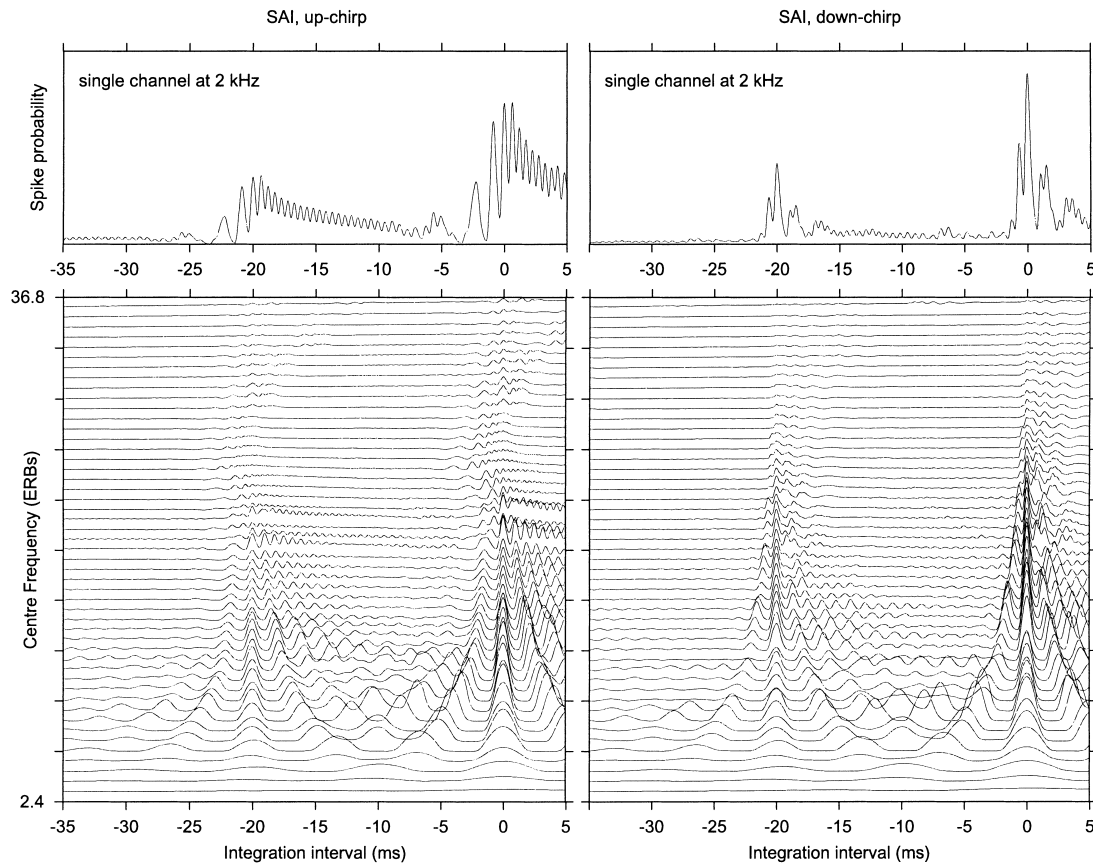 SAI, up-chirp
SAI, down-chirp
Spike probability
single channel at 2 kHz
single channel at 2 kHz
-35 -30 -25 -20 -15 -10 -5 0 5
-30 -25 -20 -15 -10 -5 0 5
36.8
Centre Frequency (ERBs)
2.4
-35 -30 -25 -20 -15 -10 -5 0 5
-30 -25 -20 -15 -10 -5 0 5
Integration interval (ms)
Integration interval (ms)